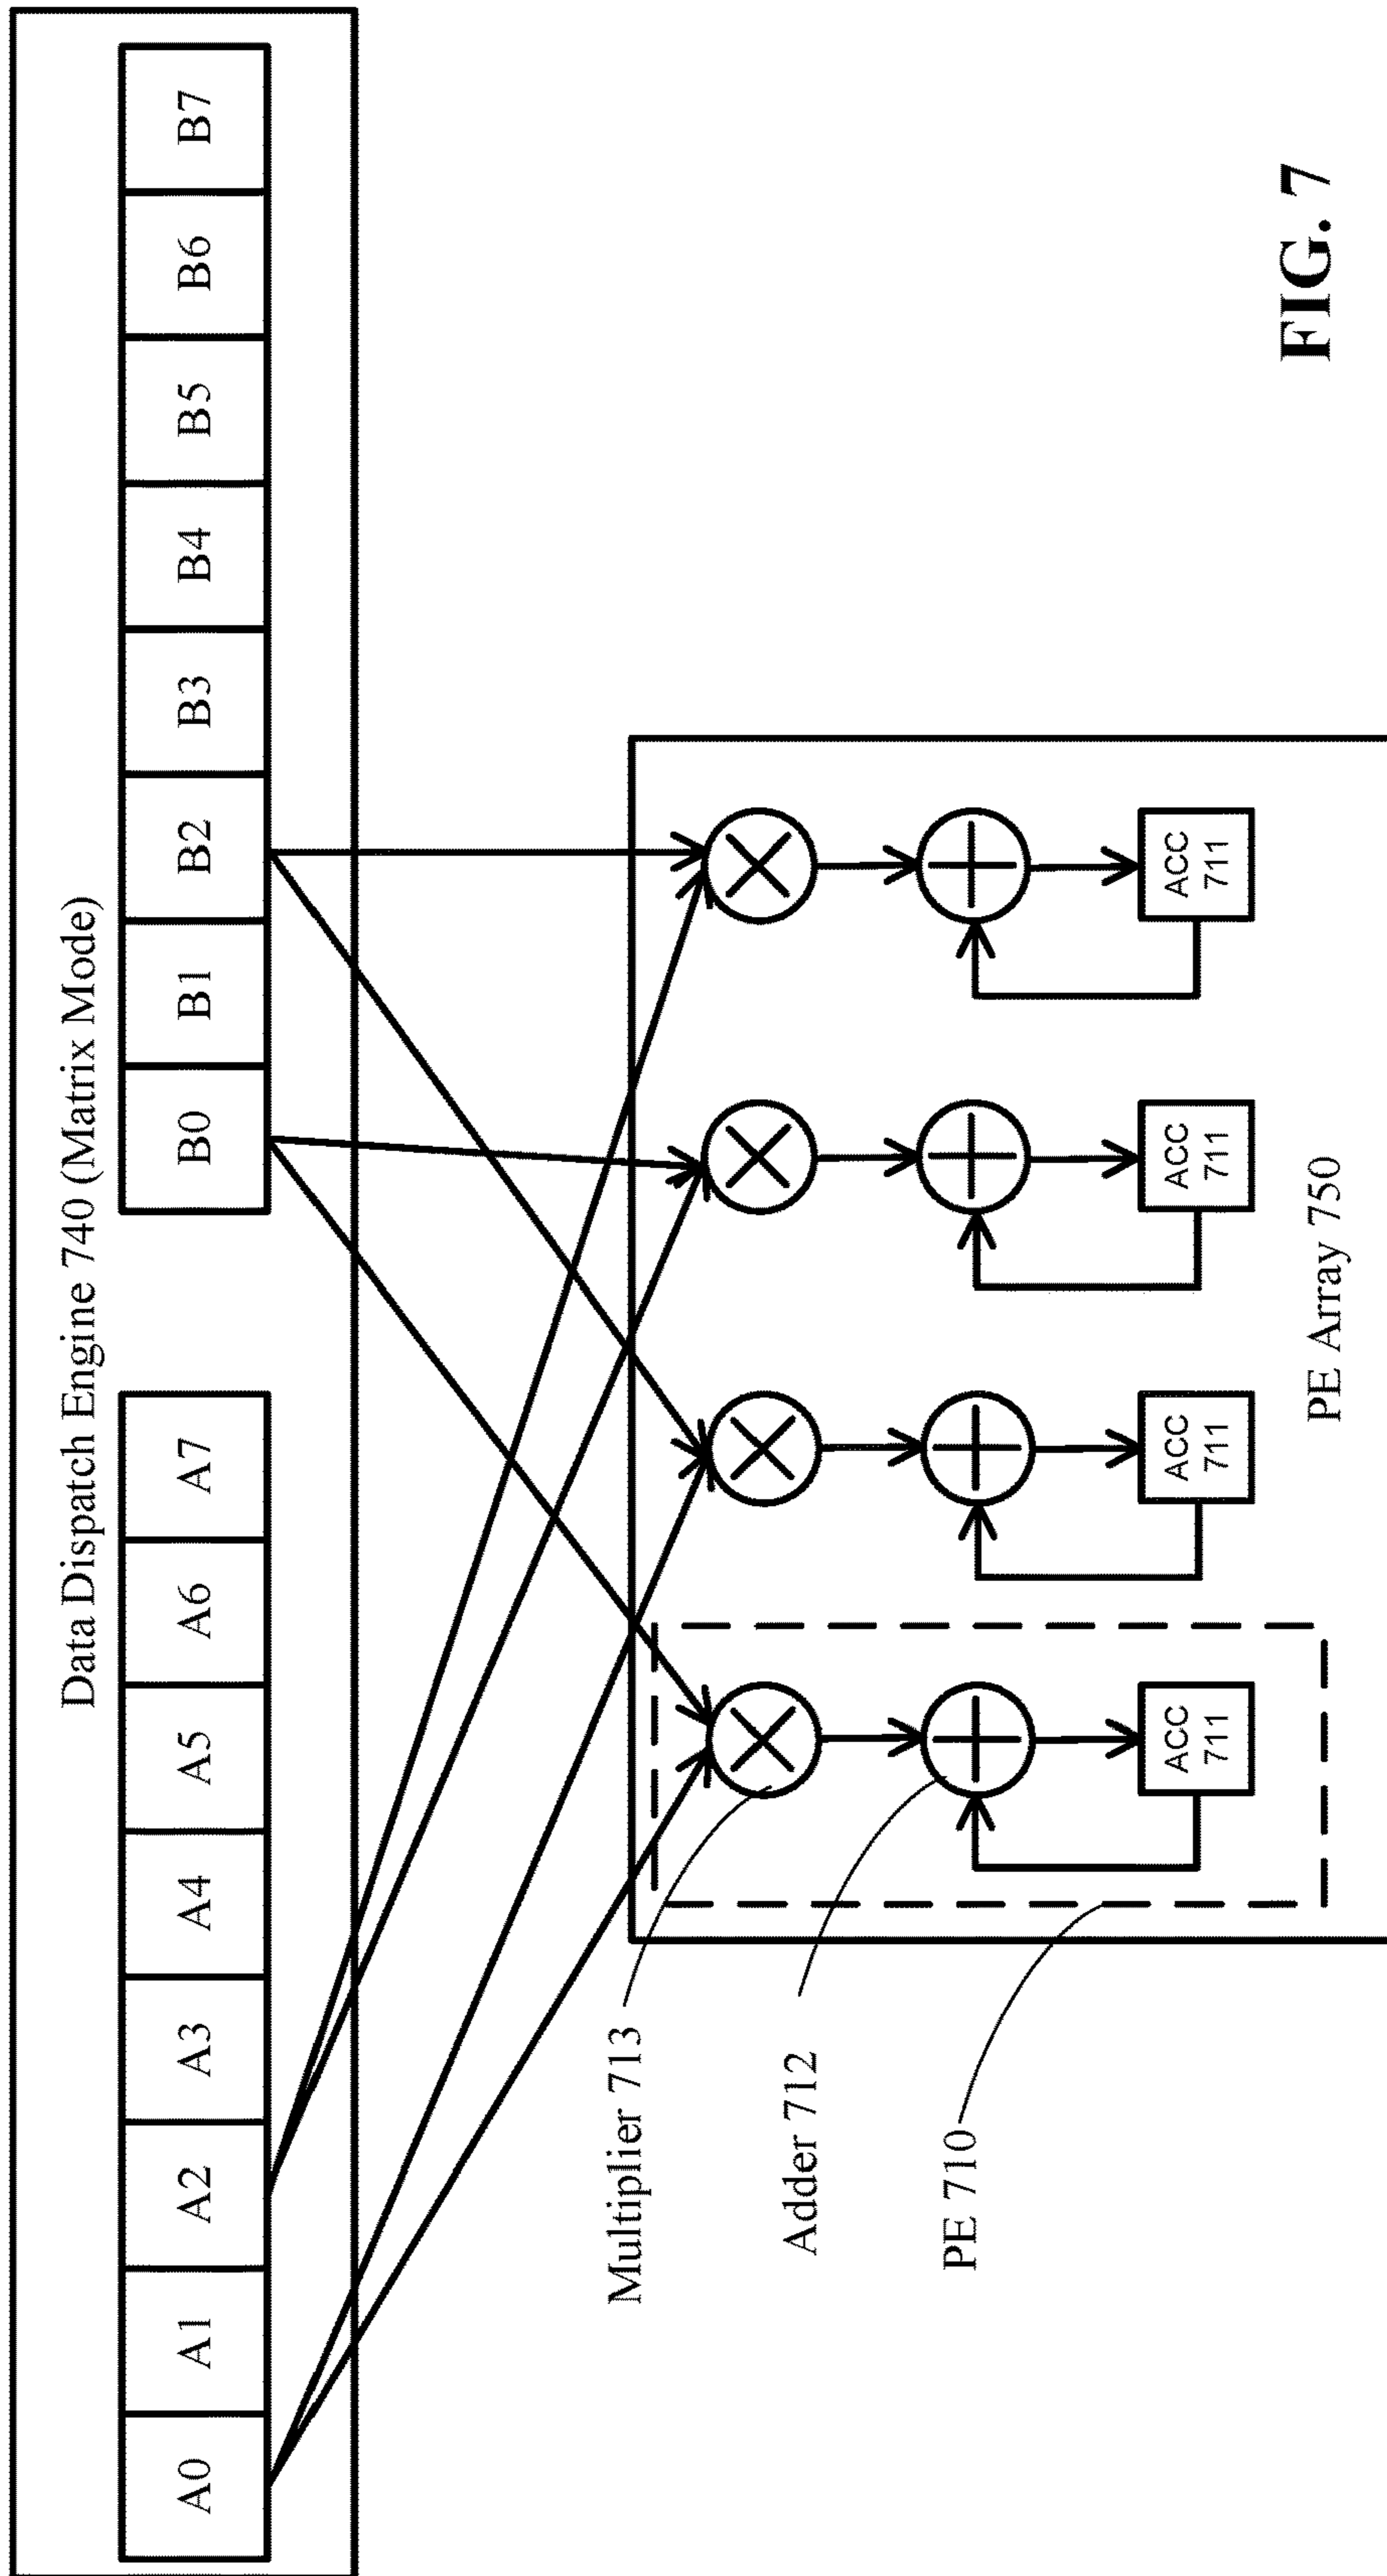 Data Dispatch Engine 740 (Matrix Mode)
A0 A1 A2 A3 A4 A5 A6 A7 B0 B1 B2 B3 B4 B5 B6 B7
Multiplier 713
Adder 712
PE 710
ACC 711
ACC 711
ACC 711
ACC 711
PE Array 750
FIG. 7